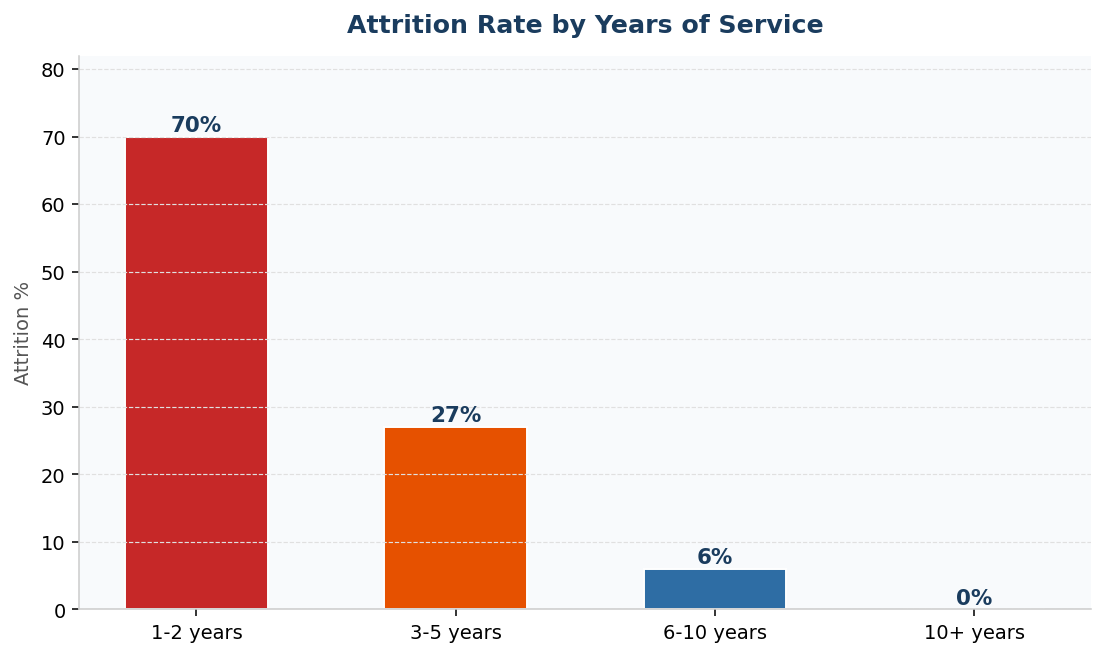 Attrition Rate by Years of Service
Attrition %
80
70
60
50
40
30
20
10
0
70%
27%
6%
0%
1-2 years
3-5 years
6-10 years
10+ years